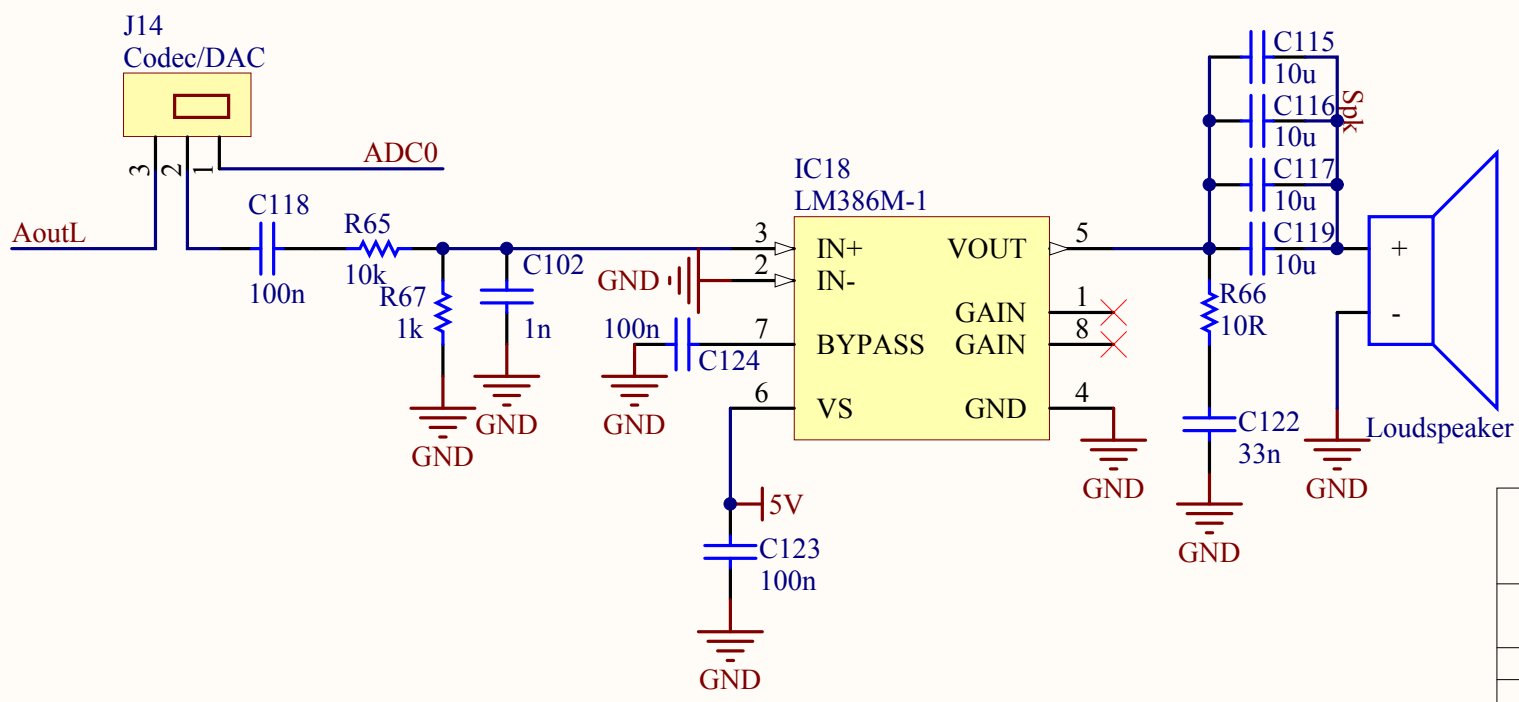 J14
Codec/DAC
3
2
1
ADC0
AoutL
C118
100n
R65
10k
R67
1k
C102
1n
GND
GND
GND
100n
C124
GND
IC18
LM386M-1
3
IN+
2
IN-
7
BYPASS
6
VS
VOUT
5
GAIN
1
GAIN
8
GND
4
GND
5V
C123
100n
GND
C115
10u
C116
10u
C117
10u
C119
10u
Spk
R66
10R
C122
33n
GND
+
-
Loudspeaker
GND